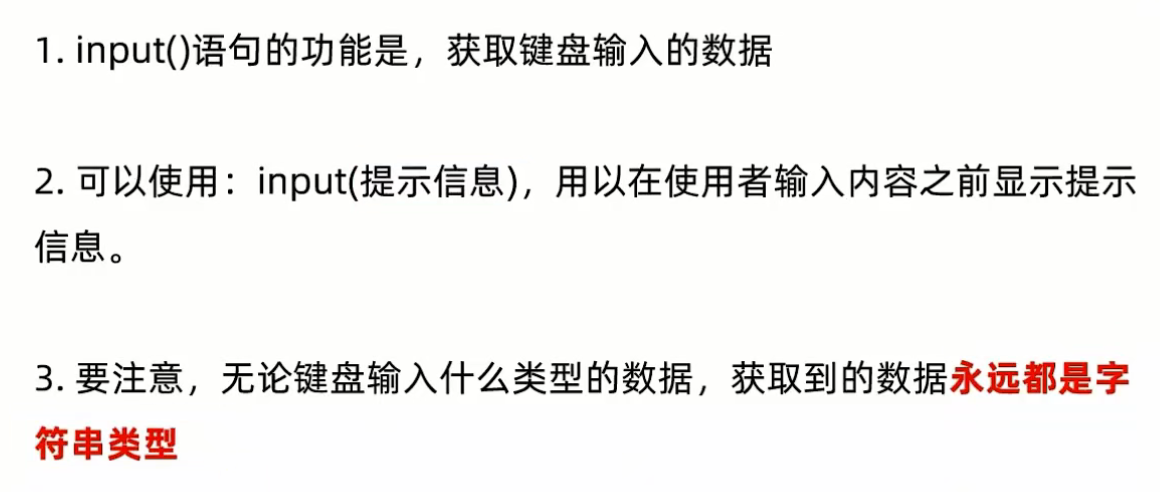 1. input()语句的功能是，获取键盘输入的数据
2. 可以使用：input(提示信息)，用以在使用者输入内容之前显示提示
信息。
3. 要注意，无论键盘输入什么类型的数据，获取到的数据永远都是字
符串类型